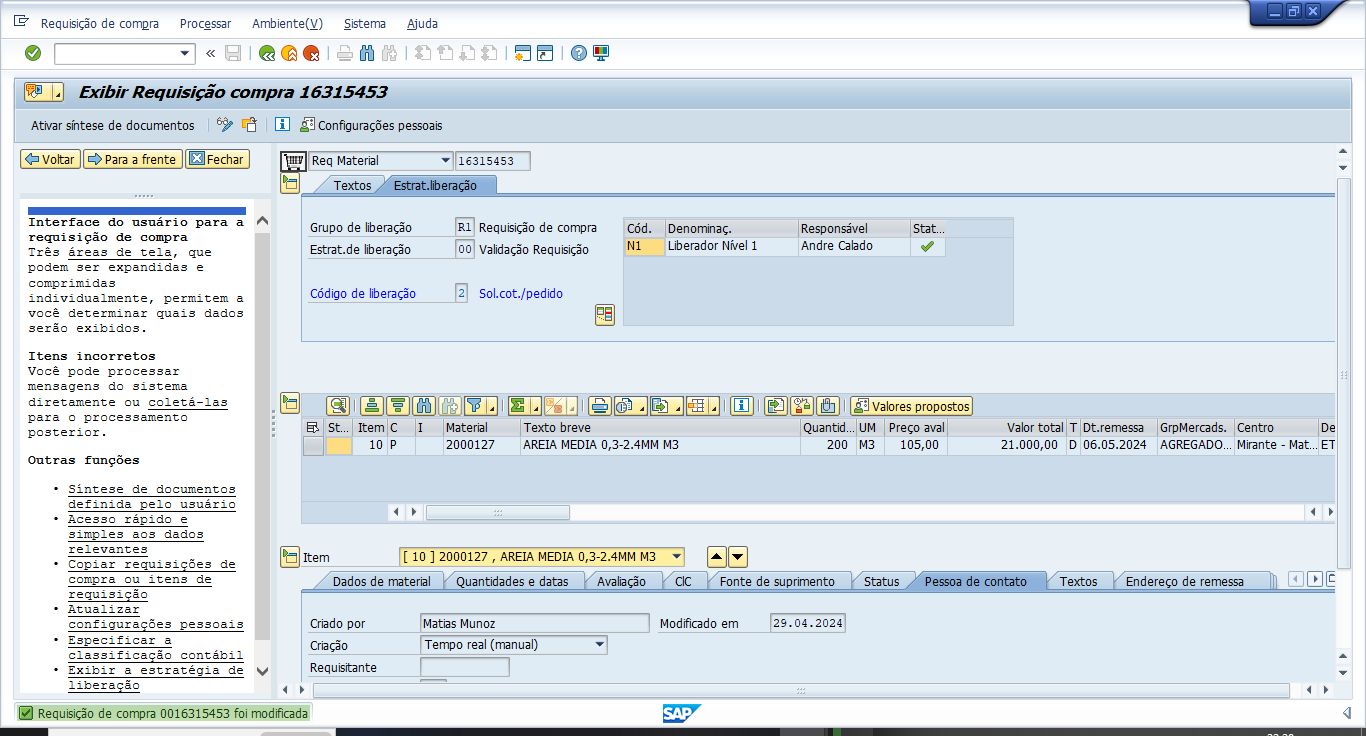 Requisição de compra Processar Ambiente(V) Sistema Ajuda
Exibir Requisição compra 16315453
Ativar síntese de documentos Configurações pessoais
Voltar Para a frente Fechar
Interface do usuário para a
requisição de compra
Três áreas de tela, que
podem ser expandidas e
comprimidas
individualmente, permitem a
você determinar quais dados
serão exibidos.
Itens incorretos
Você pode processar
mensagens do sistema
diretamente ou coletá-las
para o processamento
posterior.
Outras funções
• Síntese de documentos
definida pelo usuário
• Acesso rápido e
simples aos dados
relevantes
• Copiar requisições de
compra ou itens de
requisição
• Atualizar
configurações pessoais
• Especificar a
classificação contábil
• Exibir a estratégia de
liberação
Req Material 16315453
Textos Estrat.liberação
Grupo de liberação R1 Requisição de compra
Estrat.de liberação 00 Validação Requisição
Código de liberação 2 Sol.cot./pedido
Cód. Denominaç. Responsável Stat...
N1 Liberador Nível 1 Andre Calado
Valores propostos
St... Item C I Material Texto breve Quantid... UM Preço aval Valor total T Dt.remessa GrpMercads. Centro De
10 P 2000127 AREIA MEDIA 0,3-2.4MM M3 200 M3 105,00 21.000,00 D 06.05.2024 AGREGADO... Mirante - Mat... ET
Item [ 10 ] 2000127 , AREIA MEDIA 0,3-2.4MM M3
Dados de material Quantidades e datas Avaliação ClC Fonte de suprimento Status Pessoa de contato Textos Endereço de remessa
Criado por Matias Munoz Modificado em 29.04.2024
Criação Tempo real (manual)
Requisitante
Requisição de compra 0016315453 foi modificada
SAP